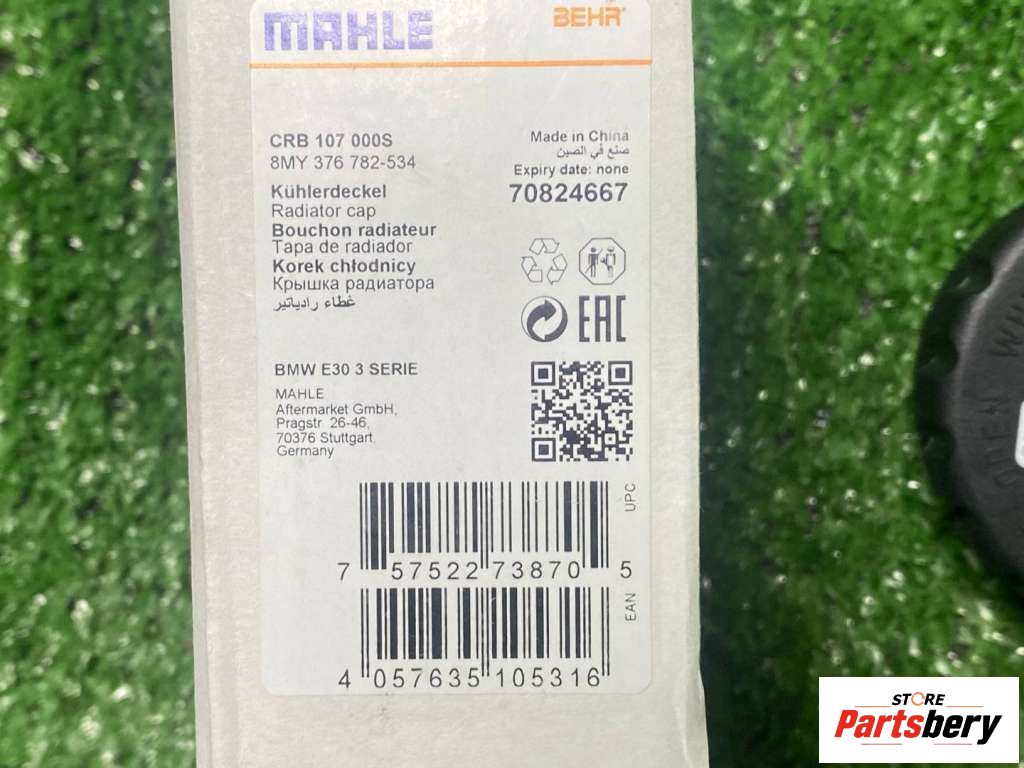 MAHLE
BEHR
CRB 107 000S
8MY 376 782-534
Kühlerdeckel
Radiator cap
Bouchon radiateur
Tapa de radiador
Korek chłodnicy
Крышка радиатора
غطاء رادياتير
Made in China
صنع في الصين
Expiry date: none
70824667
EAC
BMW E30 3 SERIE
MAHLE
Aftermarket GmbH,
Pragstr. 26-46,
70376 Stuttgart
Germany
UPC
7 57522 73870 5
EAN
4 057635 105316
STORE
Partsbery